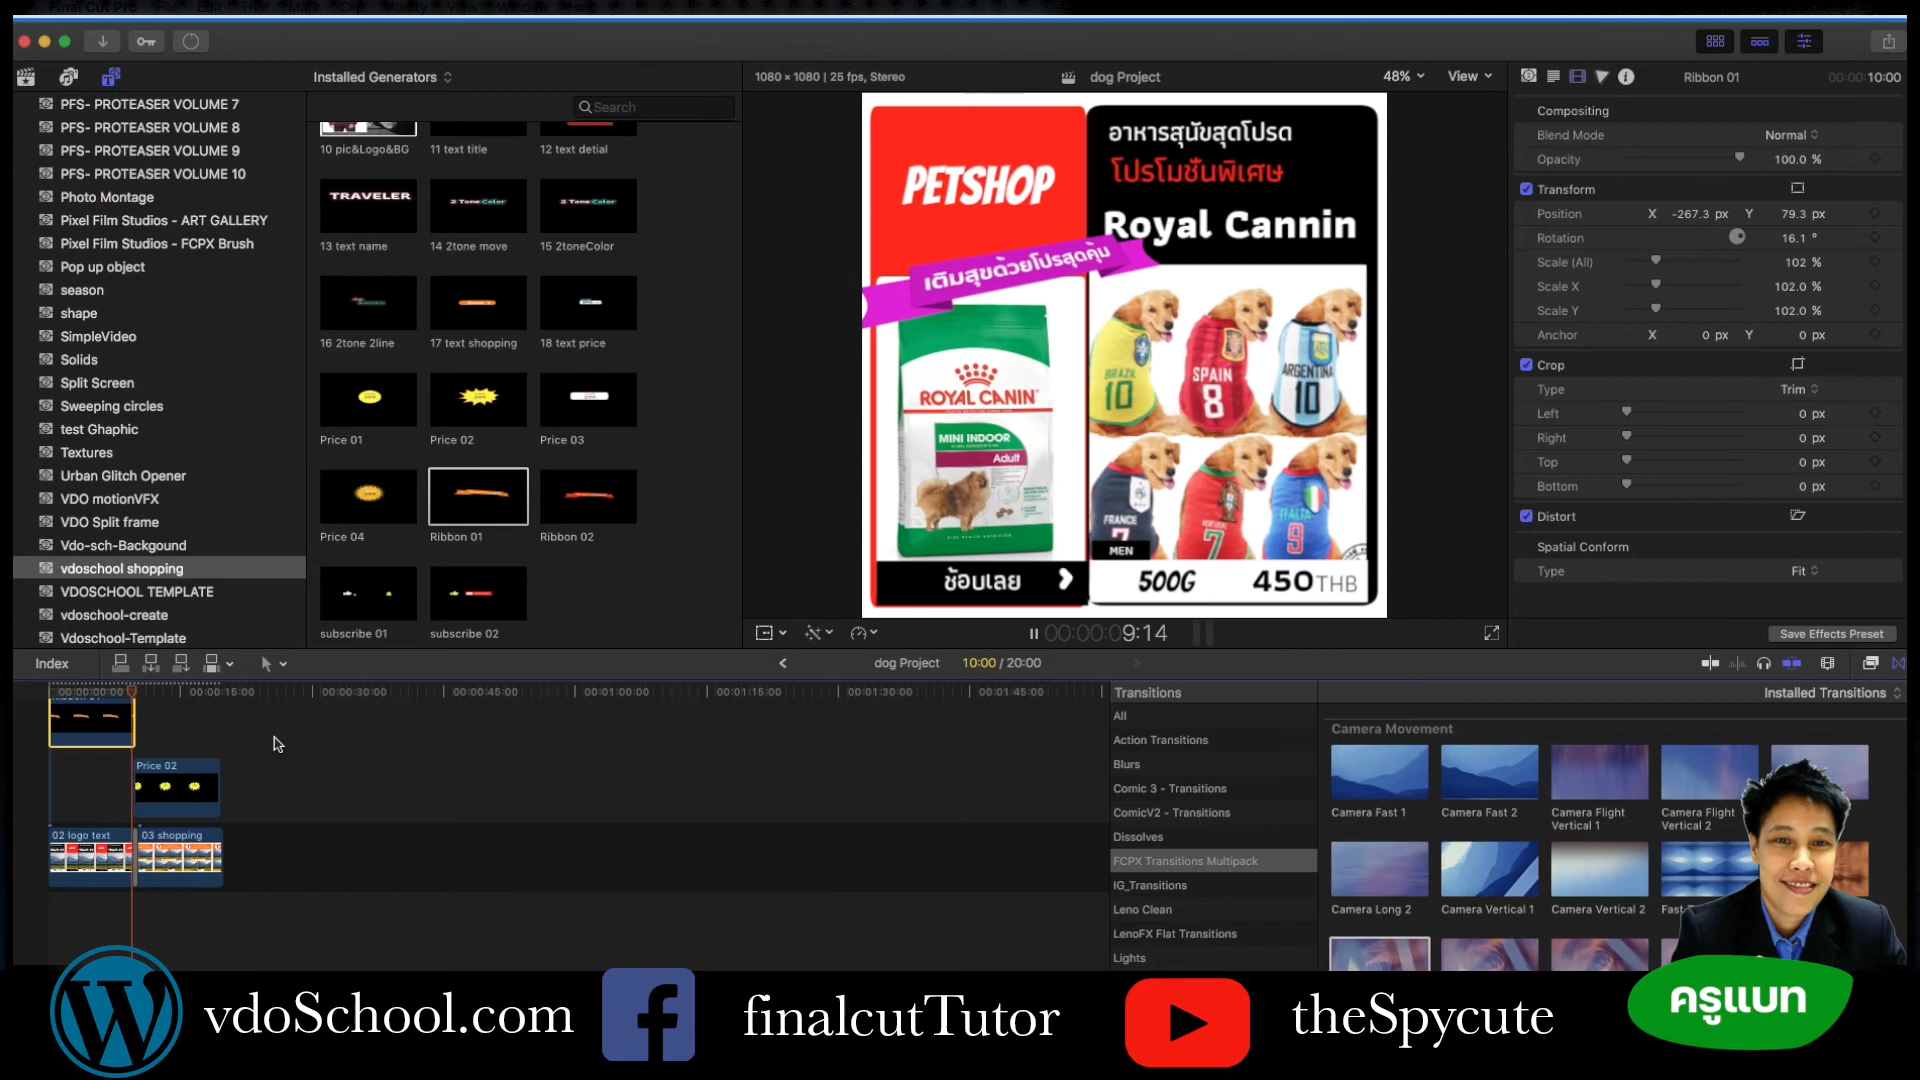 Final Cut Pro
Installed Generators
1080 × 1080 | 25 fps, Stereo
dog Project
48%
View
Ribbon 01
00:00:10:00
PFS- PROTEASER VOLUME 7
PFS- PROTEASER VOLUME 8
PFS- PROTEASER VOLUME 9
PFS- PROTEASER VOLUME 10
Photo Montage
Pixel Film Studios - ART GALLERY
Pixel Film Studios - FCPX Brush
Pop up object
season
shape
SimpleVideo
Solids
Split Screen
Sweeping circles
test Ghaphic
Textures
Urban Glitch Opener
VDO motionVFX
VDO Split frame
Vdo-sch-Backgound
vdoschool shopping
VDOSCHOOL TEMPLATE
vdoschool-create
Vdoschool-Template
Search
10 pic&Logo&BG
11 text title
12 text detial
TRAVELER
2 ToneColor
2 ToneColor
13 text name
14 2tone move
15 2toneColor
16 2tone 2line
17 text shopping
18 text price
Price 01
Price 02
Price 03
Price 04
Ribbon 01
Ribbon 02
subscribe 01
subscribe 02
PETSHOP
อาหารสุนัขสุดโปรด
โปรโมชั่นพิเศษ
Royal Cannin
เติมสุขด้วยโปรสุดคุ้ม
ROYAL CANIN
MINI INDOOR
Adult
BRAZIL
10
SPAIN
8
ARGENTINA
10
FRANCE
7
PORTUGAL
7
ITALIA
9
MEN
ช้อนเลย
500G
450THB
00:00:09:14
Compositing
Blend Mode
Normal
Opacity
100.0 %
Transform
Position
X -267.3 px Y 79.3 px
Rotation
16.1 °
Scale (All)
102 %
Scale X
102.0 %
Scale Y
102.0 %
Anchor
X 0 px Y 0 px
Crop
Type
Trim
Left
0 px
Right
0 px
Top
0 px
Bottom
0 px
Distort
Spatial Conform
Type
Fit
Save Effects Preset
Index
dog Project
10:00 / 20:00
00:00:00:00
00:00:15:00
00:00:30:00
00:00:45:00
00:01:00:00
00:01:15:00
00:01:30:00
00:01:45:00
Price 02
02 logo text
03 shopping
Transitions
All
Action Transitions
Blurs
Comic 3 - Transitions
ComicV2 - Transitions
Dissolves
FCPX Transitions Multipack
IG_Transitions
Leno Clean
LenoFX Flat Transitions
Lights
Installed Transitions
Camera Movement
Camera Fast 1
Camera Fast 2
Camera Flight Vertical 1
Camera Flight Vertical 2
Camera Long 2
Camera Vertical 1
Camera Vertical 2
vdoSchool.com
finalcutTutor
theSpycute
ครูแบท